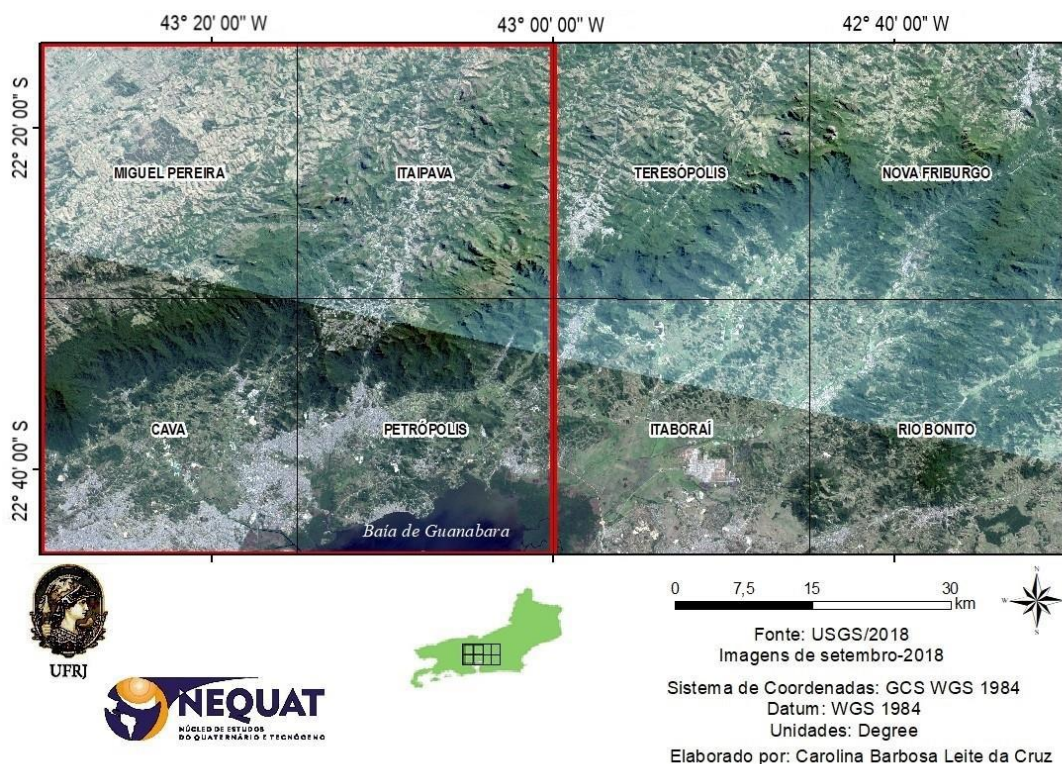 43° 20' 00" W
43° 00' 00" W
42° 40' 00" W
22° 20' 00" S
22° 40' 00" S
MIGUEL PEREIRA
ITAIPAVA
TERESÓPOLIS
NOVA FRIBURGO
CAVA
PETRÓPOLIS
ITABORAÍ
RIO BONITO
Baía de Guanabara
UFRJ
NEQUAT
NÚCLEO DE ESTUDOS
DO QUATERNÁRIO E TECNÓGENO
0 7,5 15 30
km
N
W
Fonte: USGS/2018
Imagens de setembro-2018
Sistema de Coordenadas: GCS WGS 1984
Datum: WGS 1984
Unidades: Degree
Elaborado por: Carolina Barbosa Leite da Cruz